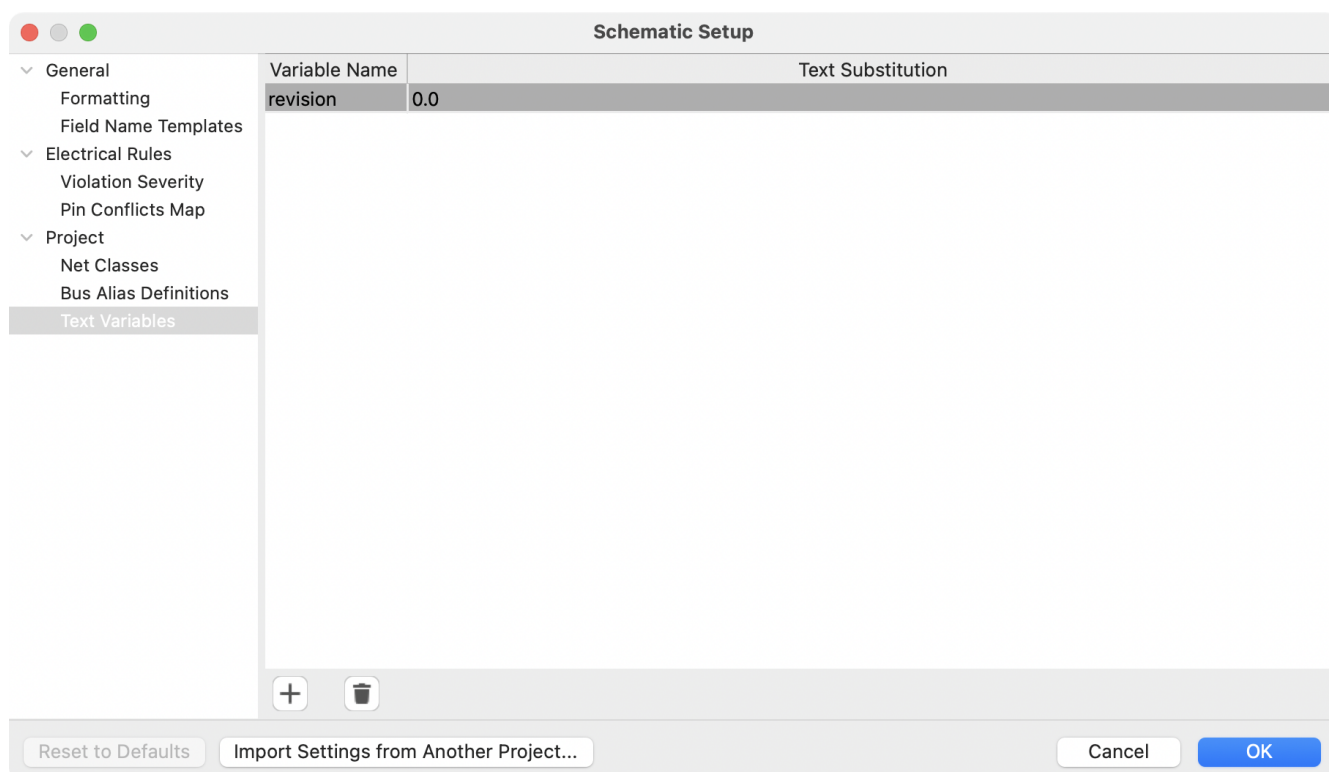 Schematic Setup
General
Formatting
Field Name Templates
Electrical Rules
Violation Severity
Pin Conflicts Map
Project
Net Classes
Bus Alias Definitions
Text Variables
Variable Name Text Substitution
revision 0.0
Reset to Defaults Import Settings from Another Project... Cancel OK